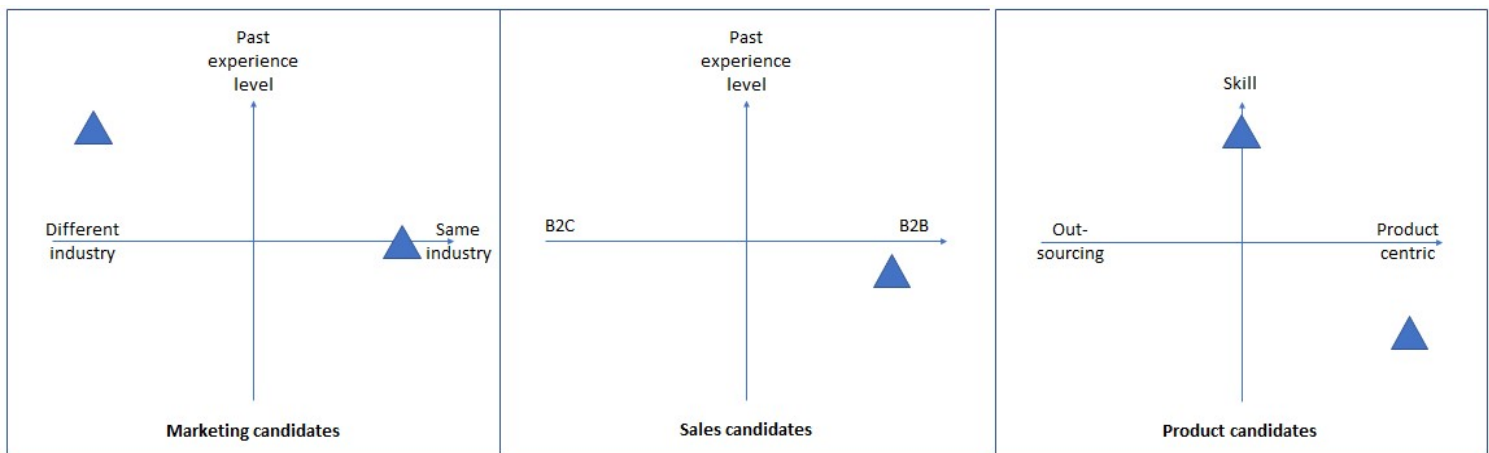 Past
experience
level
Different
industry
Same
industry
Marketing candidates
Past
experience
level
B2C
B2B
Sales candidates
Skill
Out-
sourcing
Product
centric
Product candidates